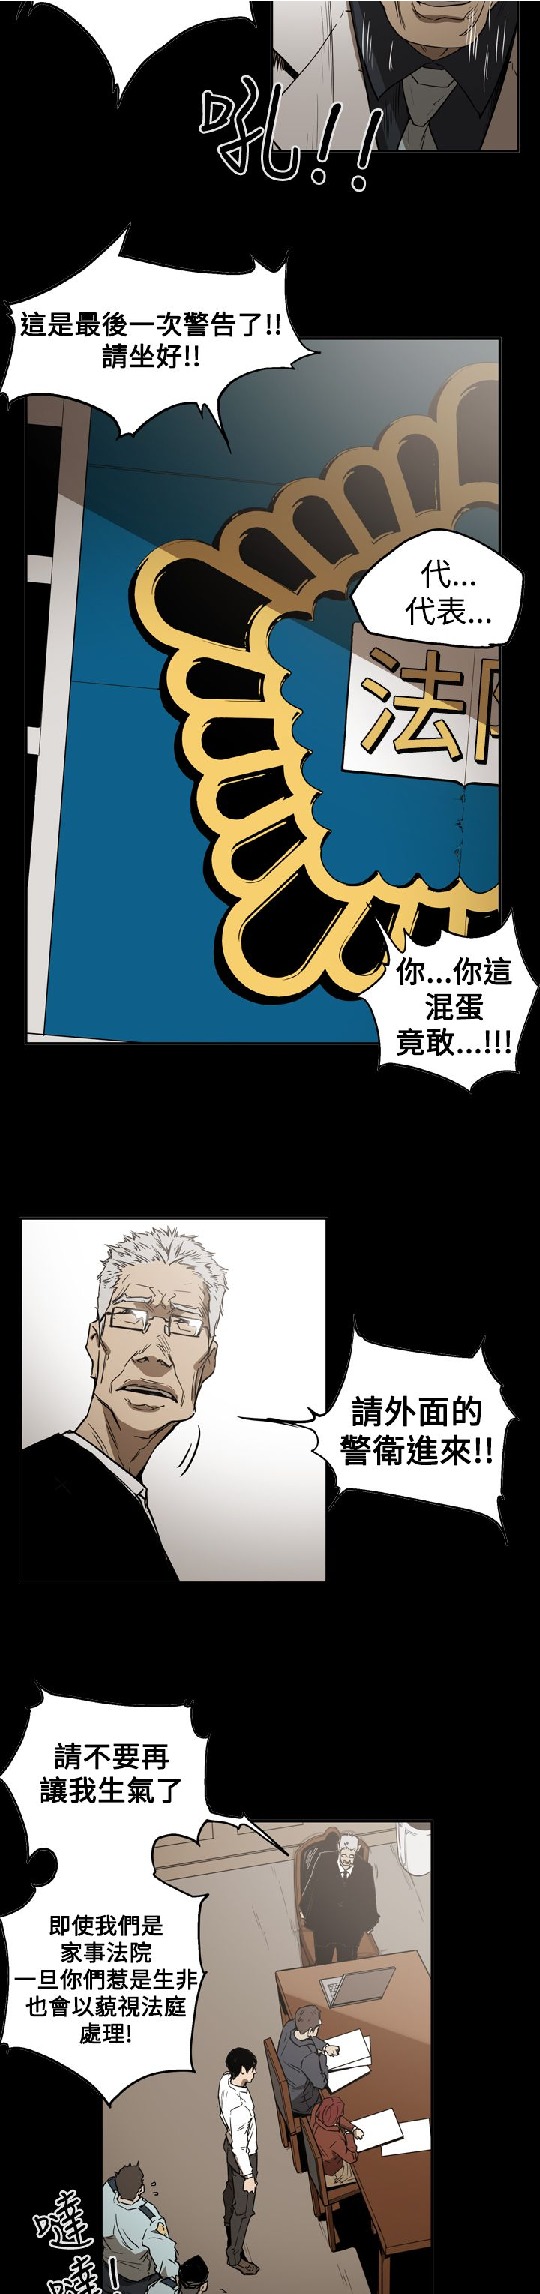 吼!!
這是最後一次警告了!!
請坐好!!
代...
代表...
法
你...你這
混蛋
竟敢...!!!
請外面的
警衛進來!!
請不要再
讓我生氣了
即使我們是
家事法院
一旦你們惹是生非
也會以藐視法庭
處理!
噠
噠!